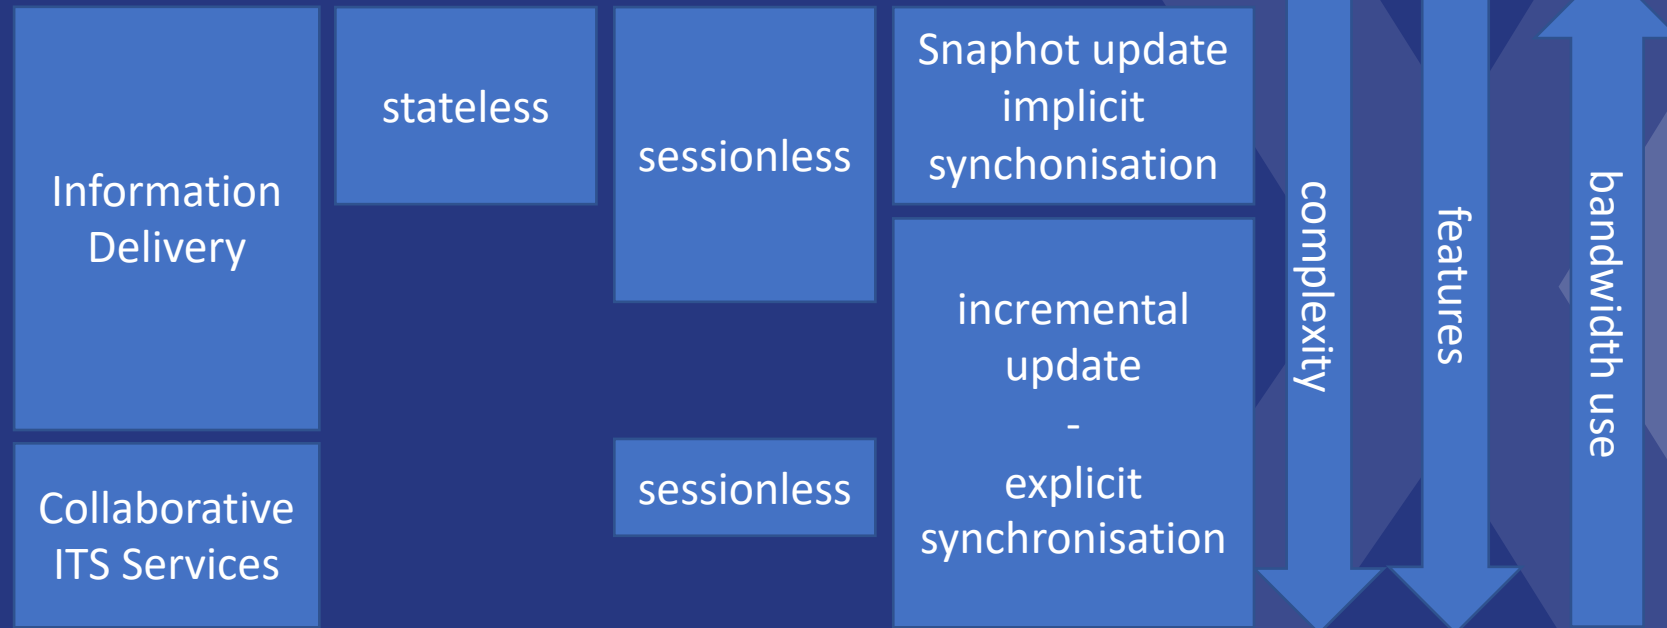 Information
Delivery
stateless
sessionless
Snaphot update
implicit
synchonisation
incremental
update
-
explicit
synchronisation
Collaborative
ITS Services
sessionless
complexity
features
bandwidth use